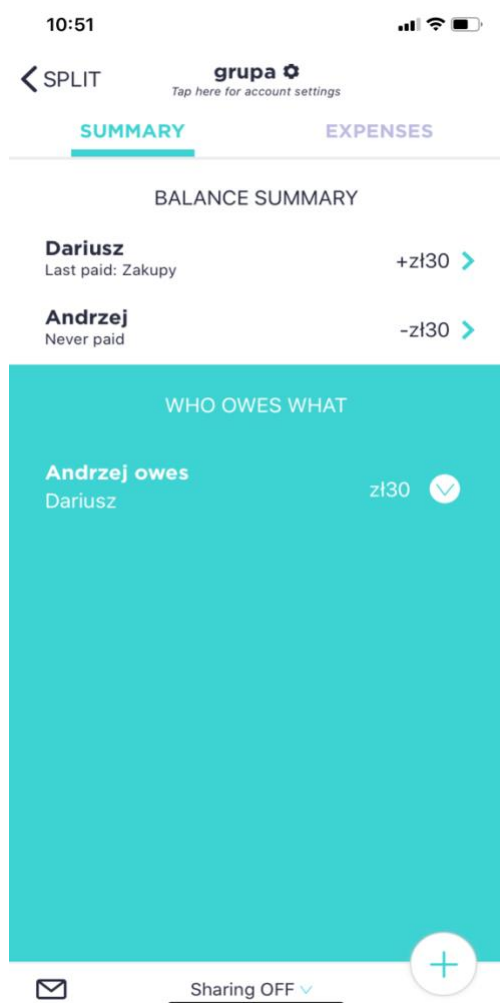 10:51
SPLIT
grupa
Tap here for account settings
SUMMARY
EXPENSES
BALANCE SUMMARY
Dariusz
+zł30
Last paid: Zakupy
Andrzej
-zł30
Never paid
WHO OWES WHAT
Andrzej owes
zł30
Dariusz
Sharing OFF